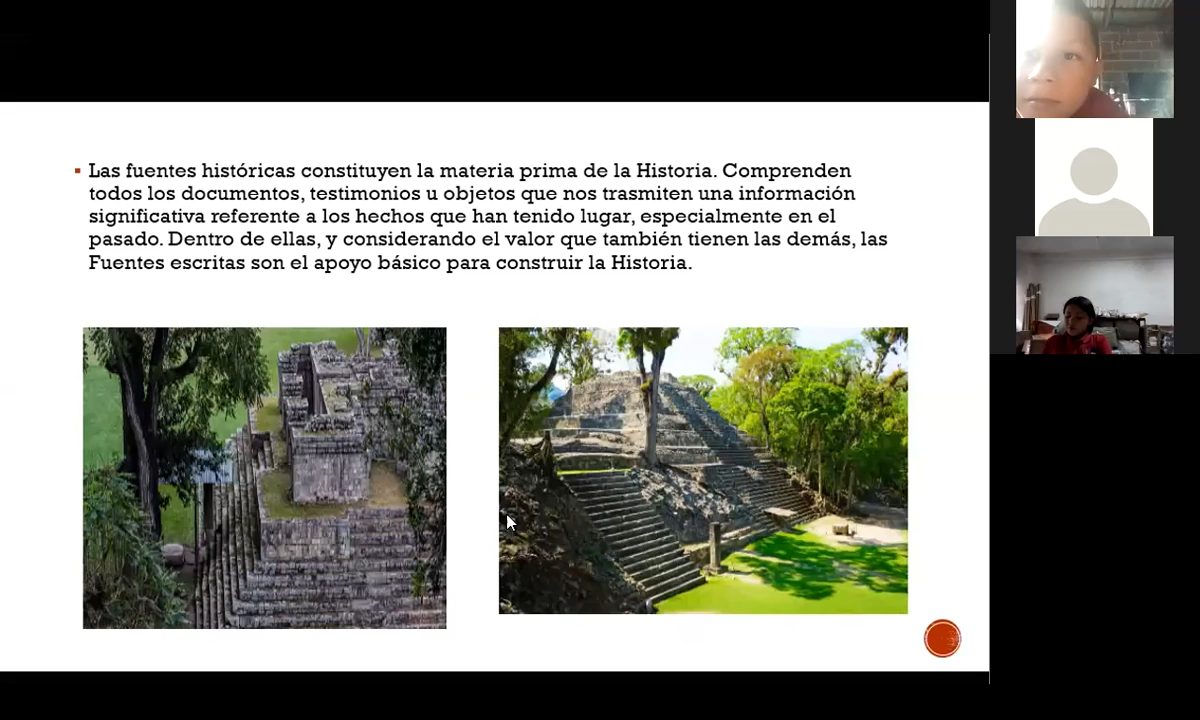 Las fuentes históricas constituyen la materia prima de la Historia. Comprenden
todos los documentos, testimonios u objetos que nos trasmiten una información
significativa referente a los hechos que han tenido lugar, especialmente en el
pasado. Dentro de ellas, y considerando el valor que también tienen las demás, las
Fuentes escritas son el apoyo básico para construir la Historia.